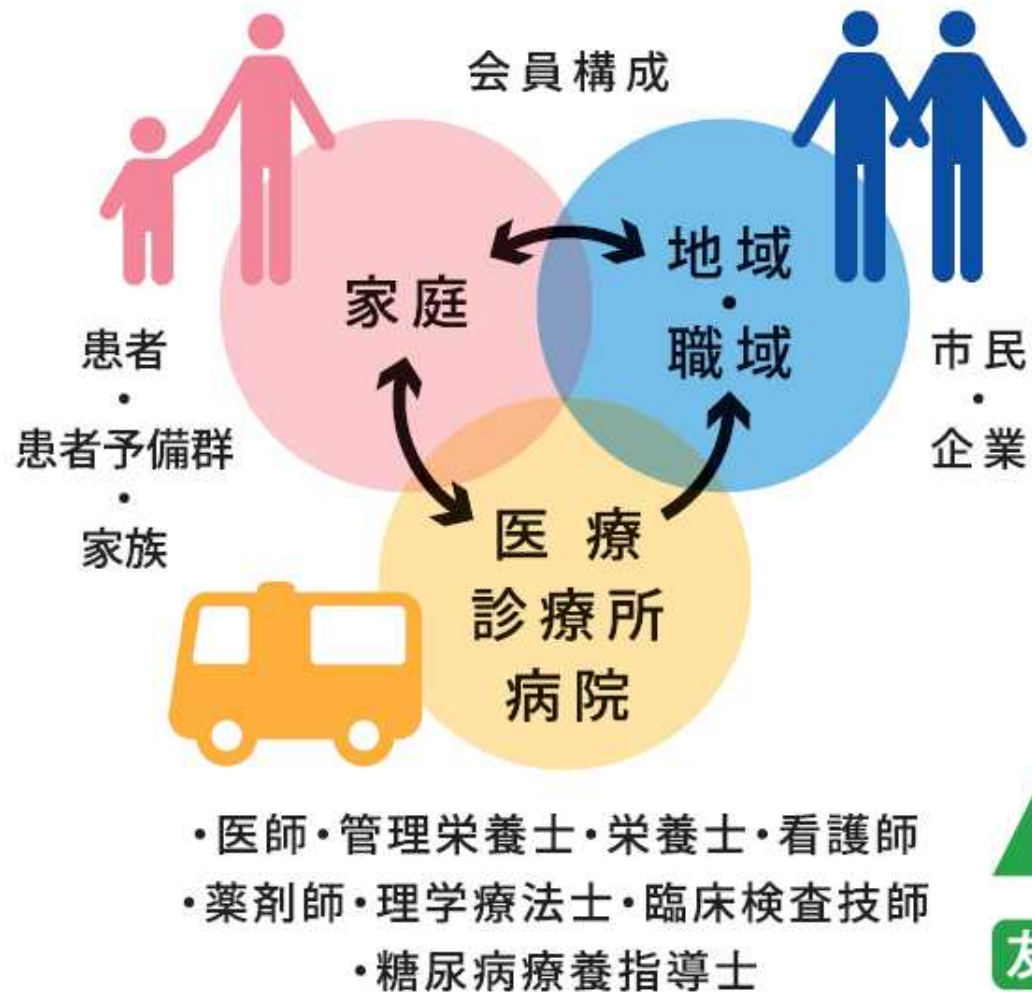 会員構成
家庭
地域
・
職域
患者
・
患者予備群
・
家族
市民
・
企業
医療
診療所
病院
・医師・管理栄養士・栄養士・看護師
・薬剤師・理学療法士・臨床検査技師
・糖尿病療養指導士
友